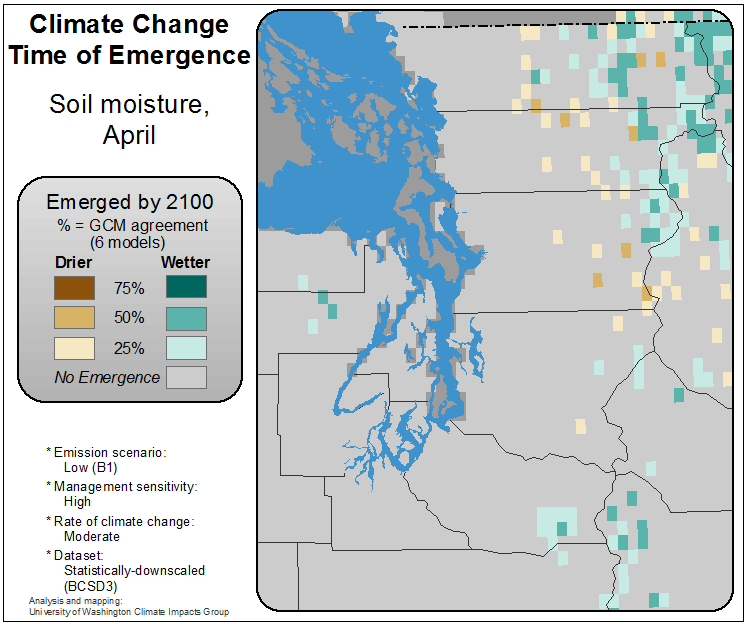 Climate Change
Time of Emergence
Soil moisture,
April
Emerged by 2100
% = GCM agreement
(6 models)
Drier Wetter
75%
50%
25%
No Emergence
* Emission scenario:
Low (B1)
* Management sensitivity:
High
* Rate of climate change:
Moderate
* Dataset:
Statistically-downscaled
(BCSD3)
Analysis and mapping:
University of Washington Climate Impacts Group